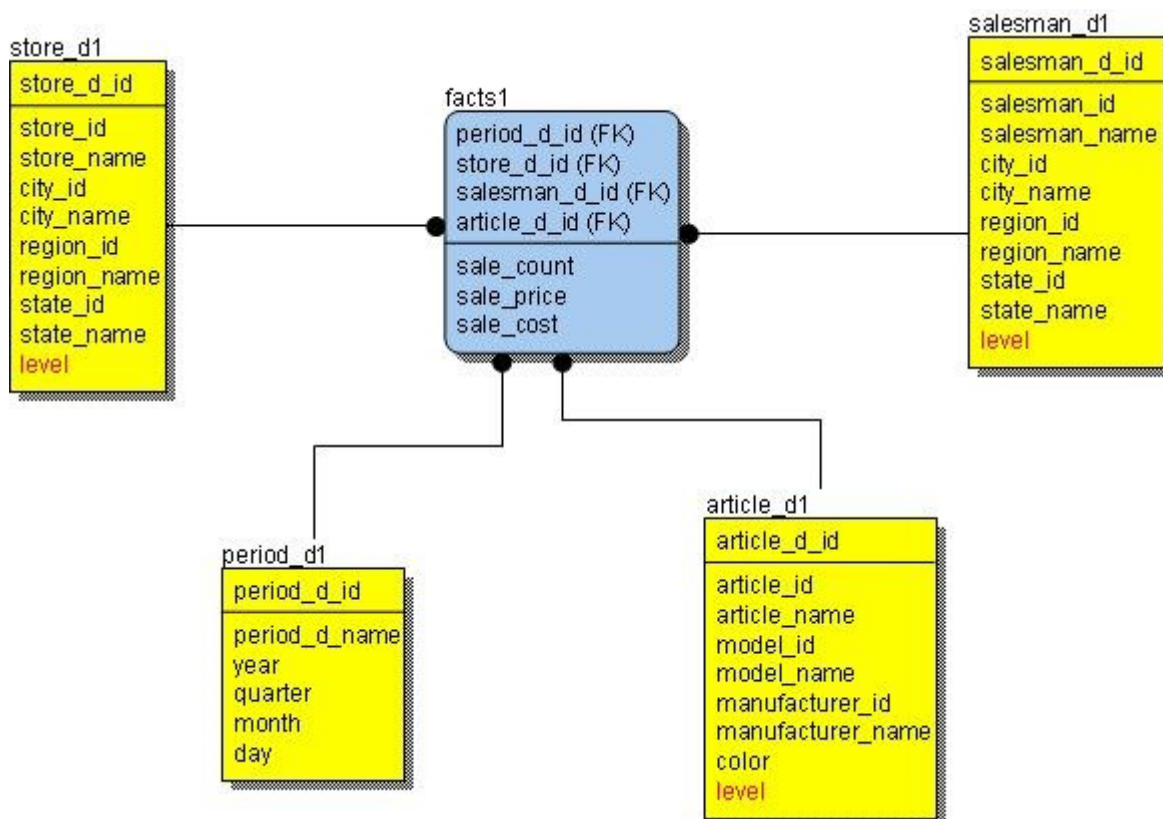 store_d1
store_d_id
store_id
store_name
city_id
city_name
region_id
region_name
state_id
state_name
level
facts1
period_d_id (FK)
store_d_id (FK)
salesman_d_id (FK)
article_d_id (FK)
sale_count
sale_price
sale_cost
salesman_d1
salesman_d_id
salesman_id
salesman_name
city_id
city_name
region_id
region_name
state_id
state_name
level
period_d1
period_d_id
period_d_name
year
quarter
month
day
article_d1
article_d_id
article_id
article_name
model_id
model_name
manufacturer_id
manufacturer_name
color
level